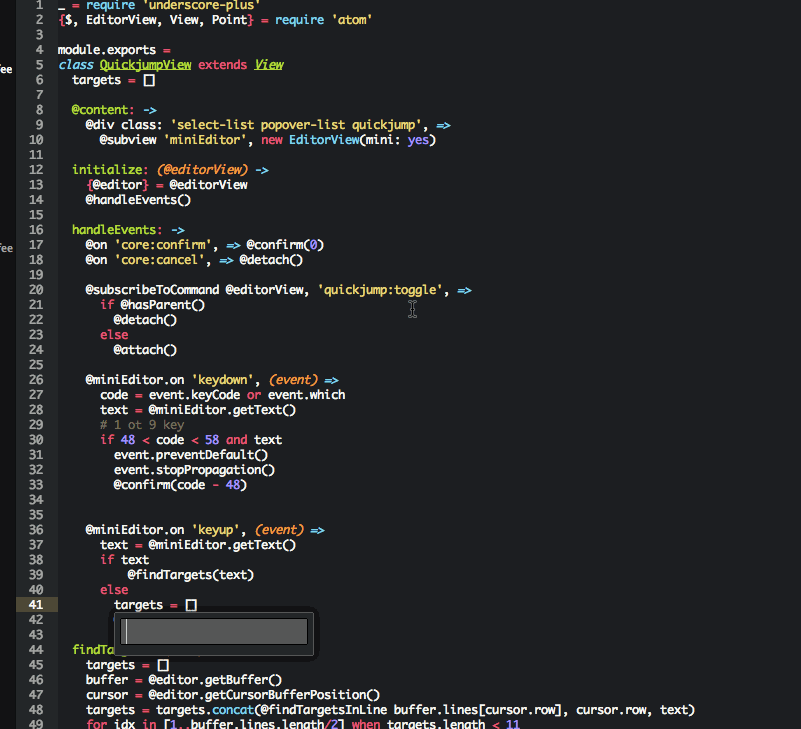 1 _ = require 'underscore-plus'
2 {$, EditorView, View, Point} = require 'atom'
3
4 module.exports =
5 class QuickjumpView extends View
6 targets = []
7
8 @content: ->
9 @div class: 'select-list popover-list quickjump', =>
10 @subview 'miniEditor', new EditorView(mini: yes)
11
12 initialize: (@editorView) ->
13 {@editor} = @editorView
14 @handleEvents()
15
16 handleEvents: ->
17 @on 'core:confirm', => @confirm(0)
18 @on 'core:cancel', => @detach()
19
20 @subscribeToCommand @editorView, 'quickjump:toggle', =>
21 if @hasParent()
22 @detach()
23 else
24 @attach()
25
26 @miniEditor.on 'keydown', (event) =>
27 code = event.keyCode or event.which
28 text = @miniEditor.getText()
29 # 1 ot 9 key
30 if 48 < code < 58 and text
31 event.preventDefault()
32 event.stopPropagation()
33 @confirm(code - 48)
34
35
36 @miniEditor.on 'keyup', (event) =>
37 text = @miniEditor.getText()
38 if text
39 @findTargets(text)
40 else
41 targets = []
42
43
44 findTa
45 targets = []
46 buffer = @editor.getBuffer()
47 cursor = @editor.getCursorBufferPosition()
48 targets = targets.concat(@findTargetsInLine buffer.lines[cursor.row], cursor.row, text)
49 for idx in [1..buffer.lines.length/2] when targets.length < 11
fee
fee